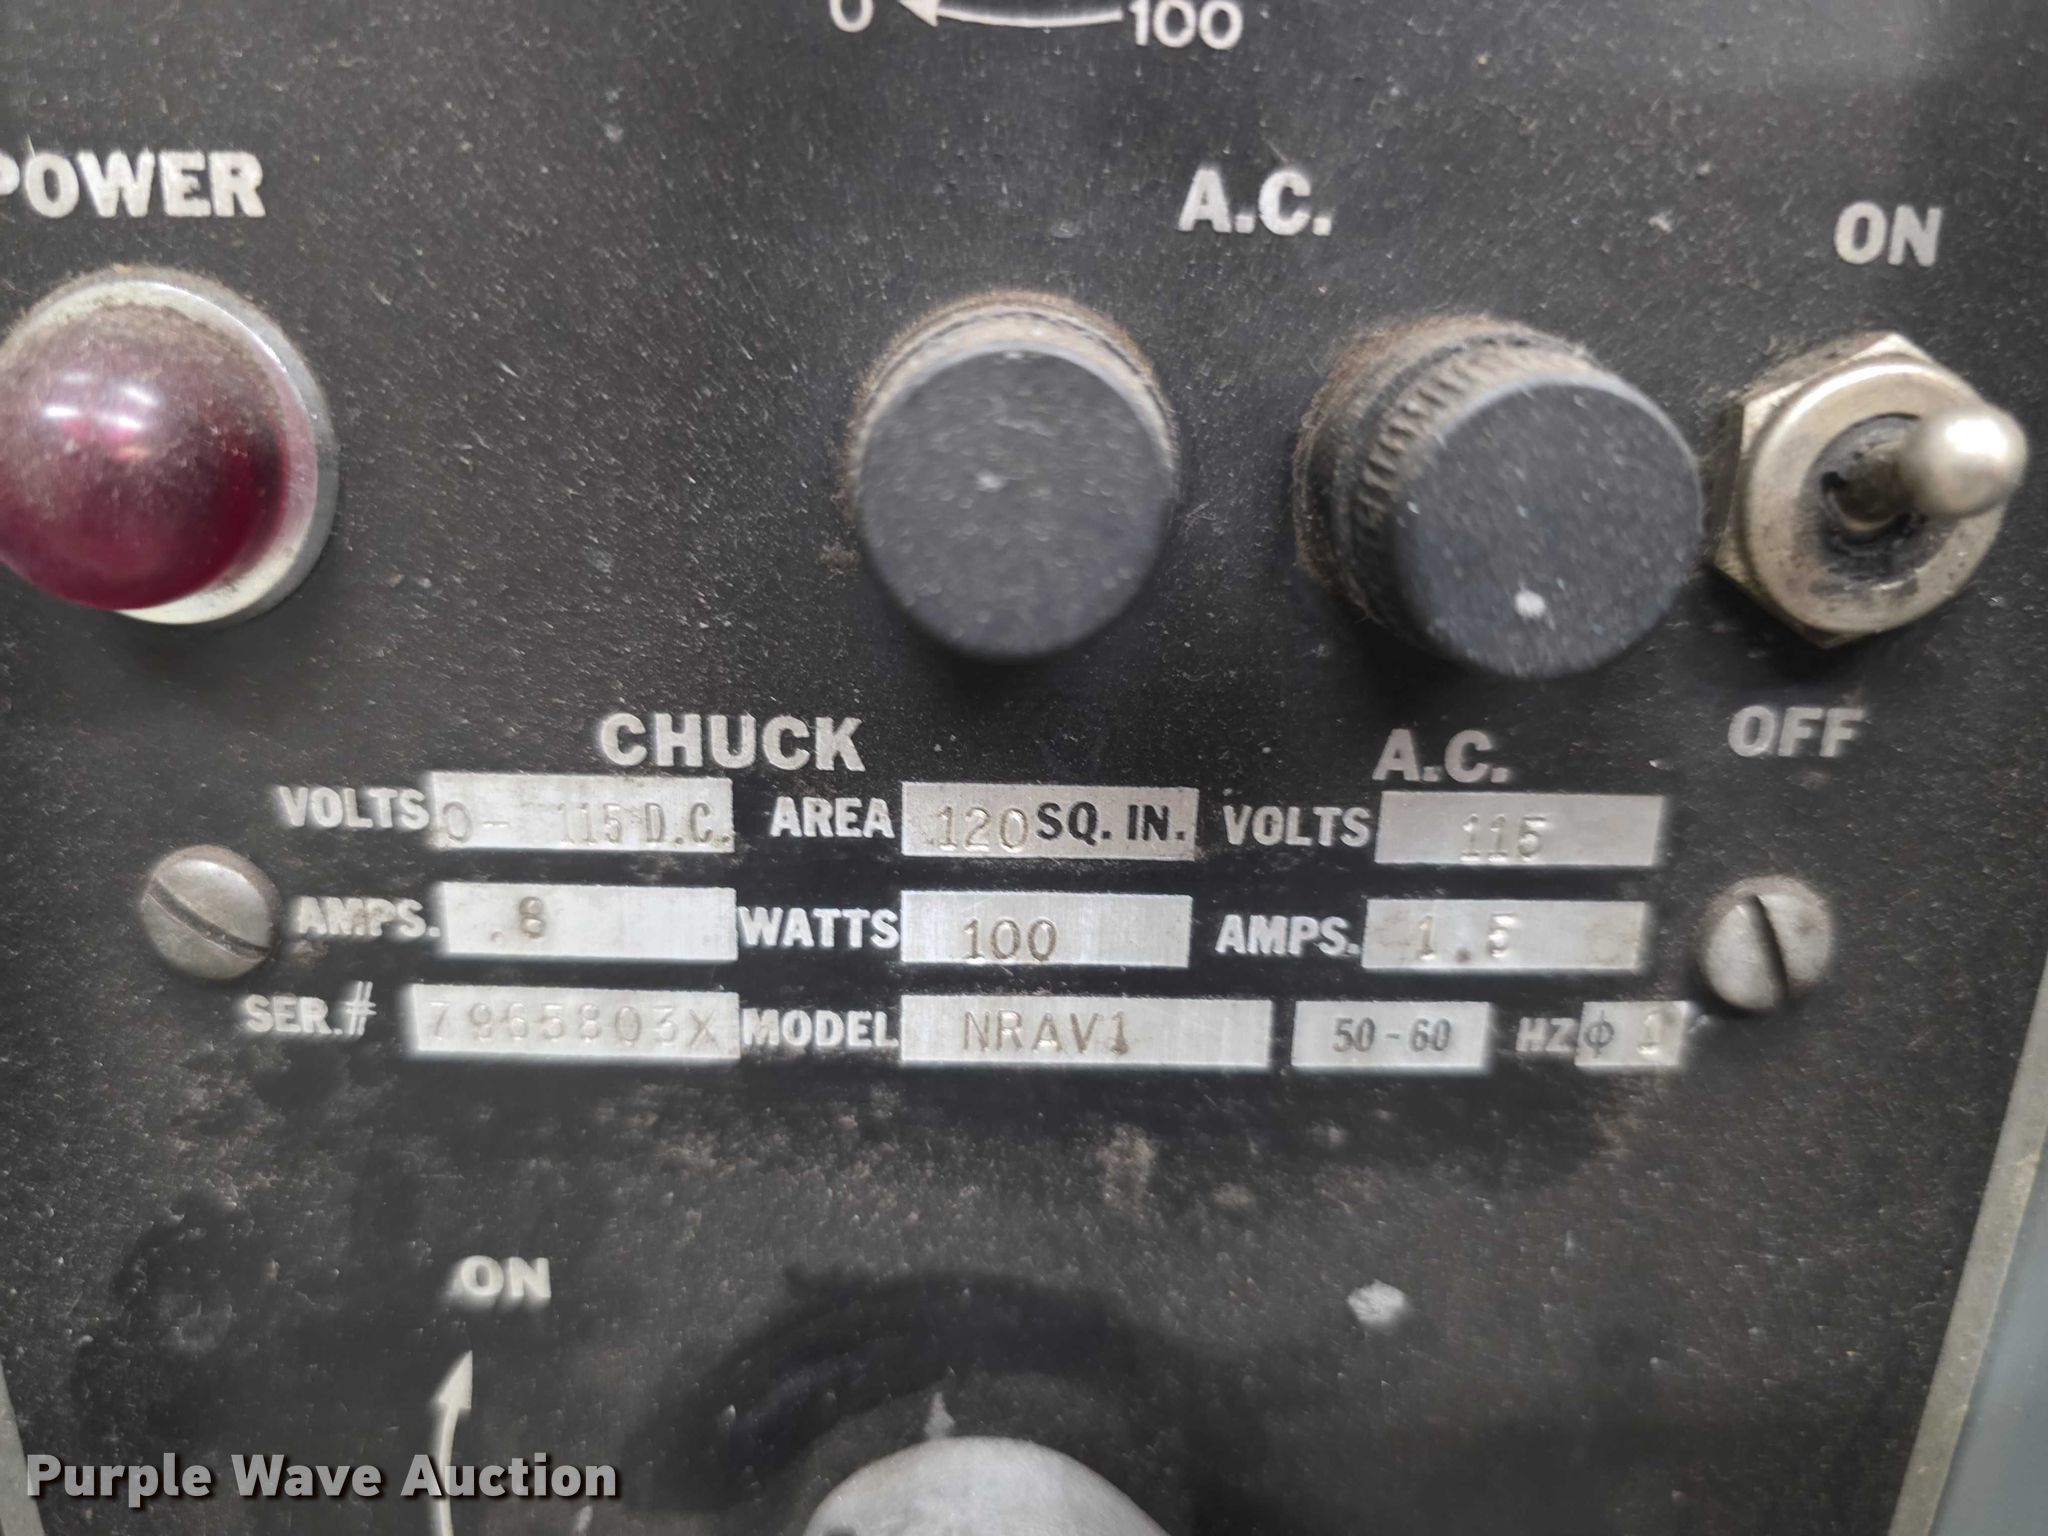 0 100
POWER A.C. ON
OFF
CHUCK A.C.
VOLTS 0- 115 D.C. AREA 120 SQ. IN. VOLTS 115
AMPS. .8 WATTS 100 AMPS. 1.5
SER.# 7965803X MODEL NRAV1 50-60 HZ ϕ 1
ON
Purple Wave Auction